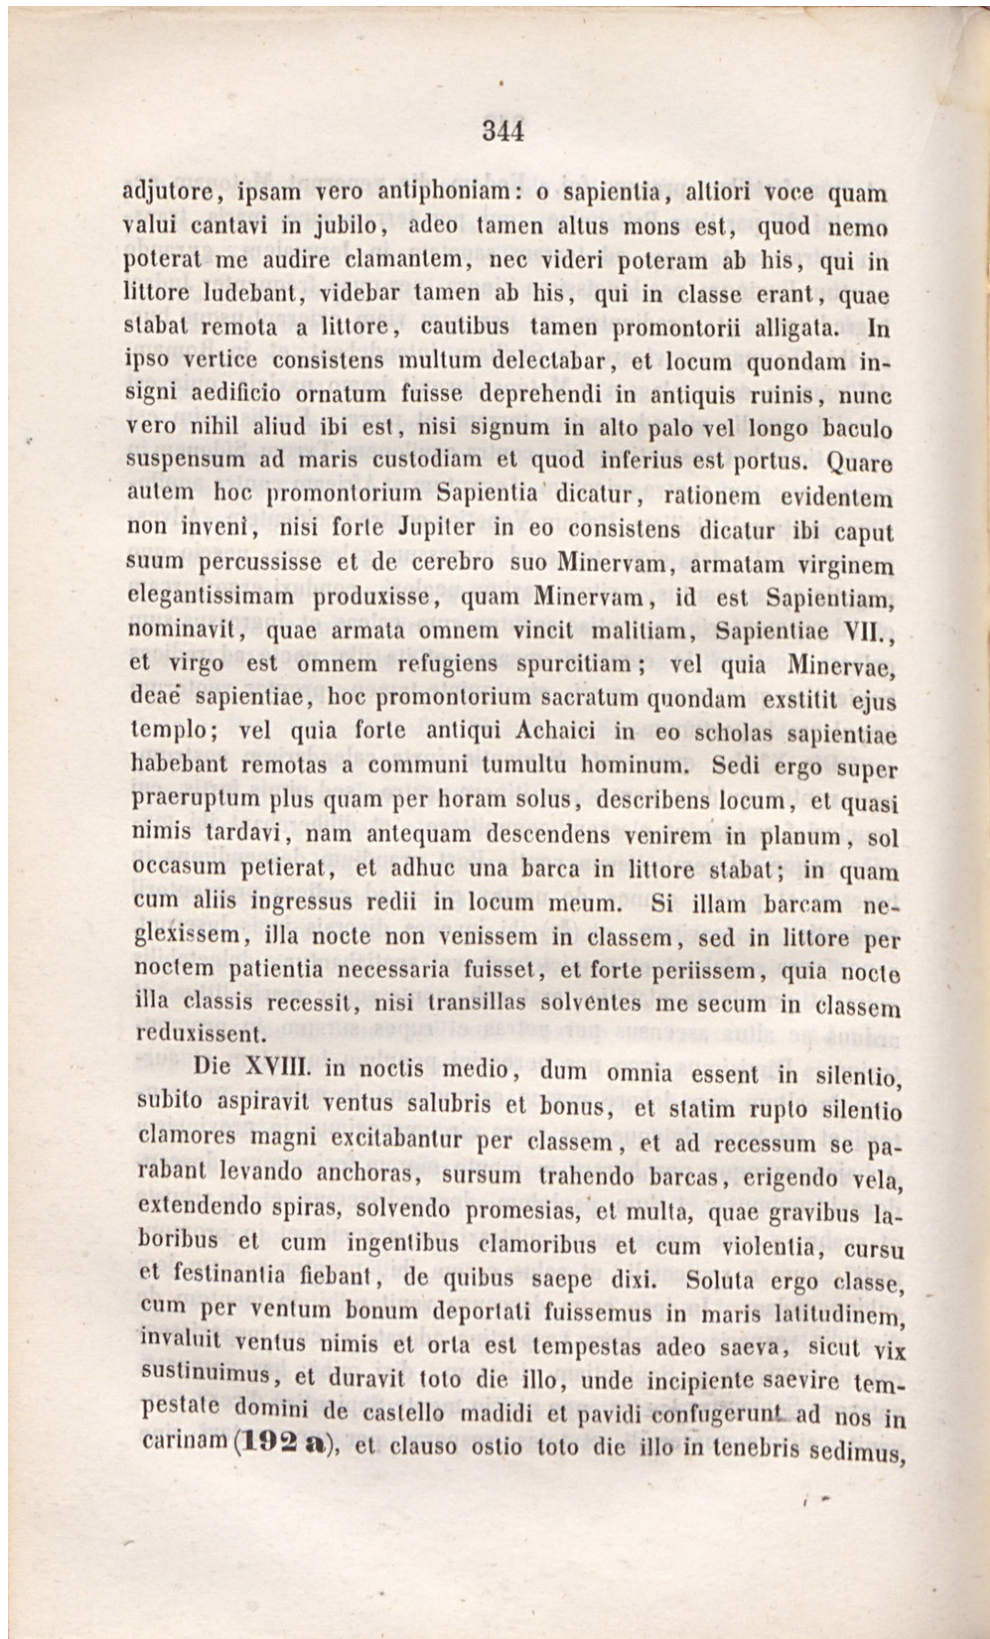 344
adjutore, ipsam vero antiphoniam: o sapientia, altiori voce quam
valui cantavi in jubilo, adeo tamen altus mons est, quod nemo
poterat me audire clamantem, nec videri poteram ab his, qui in
littore ludebant, videbar tamen ab his, qui in classe erant, quae
stabat remota a littore, cautibus tamen promontorii alligata. In
ipso vertice consistens multum delectabar, et locum quondam in-
signi aedificio ornatum fuisse deprehendi in antiquis ruinis, nunc
vero nihil aliud ibi est, nisi signum in alto palo vel longo baculo
suspensum ad maris custodiam et quod inferius est portus. Quare
autem hoc promontorium Sapientia dicatur, rationem evidentem
non inveni, nisi forte Jupiter in eo consistens dicatur ibi caput
suum percussisse et de cerebro suo Minervam, armatam virginem
elegantissimam produxisse, quam Minervam, id est Sapientiam,
nominavit, quae armata omnem vincit malitiam, Sapientiae VII.,
et virgo est omnem refugiens spurcitiam; vel quia Minervae,
deae sapientiae, hoc promontorium sacratum quondam exstitit ejus
templo; vel quia forte antiqui Achaici in eo scholas sapientiae
habebant remotas a communi tumultu hominum. Sedi ergo super
praeruptum plus quam per horam solus, describens locum, et quasi
nimis tardavi, nam antequam descendens venirem in planum, sol
occasum petierat, et adhuc una barca in littore stabat; in quam
cum aliis ingressus redii in locum meum. Si illam barcam ne-
glexissem, illa nocte non venissem in classem, sed in littore per
noctem patientia necessaria fuisset, et forte periissem, quia nocte
illa classis recessit, nisi transillas solventes me secum in classem
reduxissent.
Die XVIII. in noctis medio, dum omnia essent in silentio,
subito aspiravit ventus salubris et bonus, et statim rupto silentio
clamores magni excitabantur per classem, et ad recessum se pa-
rabant levando anchoras, sursum trahendo barcas, erigendo vela,
extendendo spiras, solvendo promesias, et multa, quae gravibus la-
boribus et cum ingentibus clamoribus et cum violentia, cursu
et festinantia fiebant, de quibus saepe dixi. Soluta ergo classe,
cum per ventum bonum deportati fuissemus in maris latitudinem,
invaluit ventus nimis et orta est tempestas adeo saeva, sicut vix
sustinuimus, et duravit toto die illo, unde incipiente saevire tem-
pestate domini de castello madidi et pavidi confugerunt ad nos in
carinam (192 a), et clauso ostio toto die illo in tenebris sedimus,